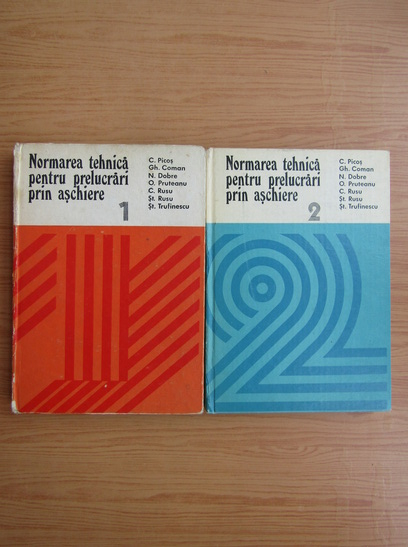 Normarea tehnică
pentru prelucrări
prin așchiere
1
C. Picoș
Gh. Coman
N. Dobre
O. Pruteanu
C. Rusu
Șt. Rusu
Șt. Trufinescu
Normarea tehnică
pentru prelucrări
prin așchiere
2
C. Picoș
Gh. Coman
N. Dobre
O. Pruteanu
C. Rusu
Șt. Rusu
Șt. Trufinescu